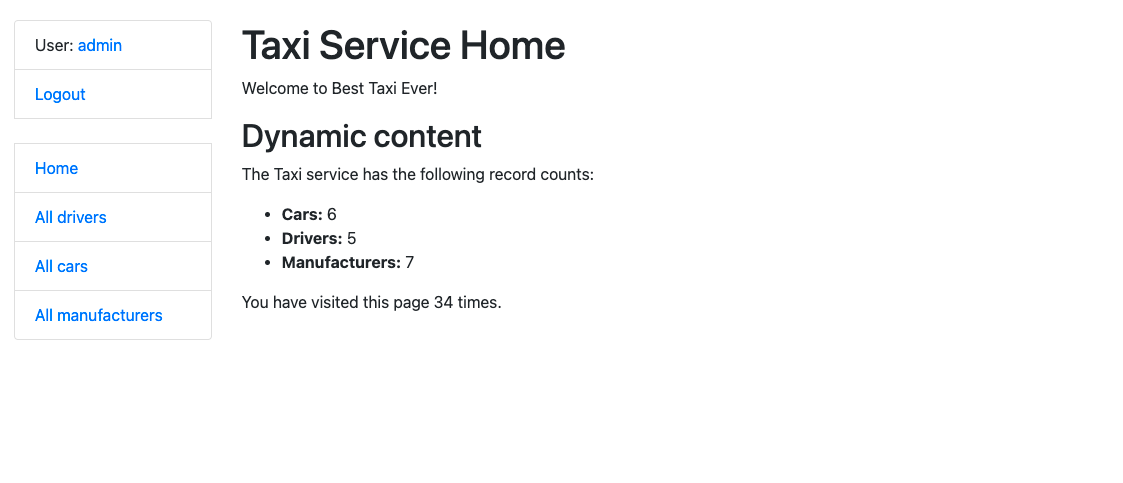 User: admin
Logout
Home
All drivers
All cars
All manufacturers
Taxi Service Home
Welcome to Best Taxi Ever!
Dynamic content
The Taxi service has the following record counts:
• Cars: 6
• Drivers: 5
• Manufacturers: 7
You have visited this page 34 times.